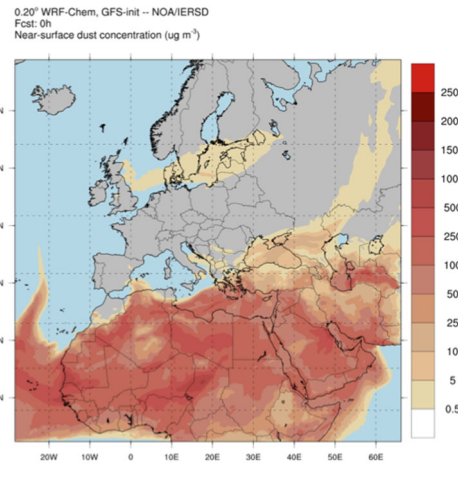 0.20° WRF-Chem, GFS-init -- NOA/IERSD
Fcst: 0h
Near-surface dust concentration (ug m⁻³)
250
200
150
100
500
250
100
50
25
10
5
0.5
N
N
N
N
N
N
20W 10W 0 10E 20E 30E 40E 50E 60E